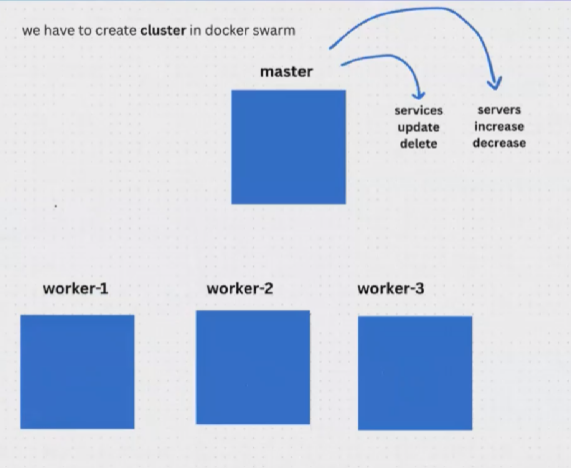 we have to create cluster in docker swarm
master
services
update
delete
servers
increase
decrease
worker-1
worker-2
worker-3